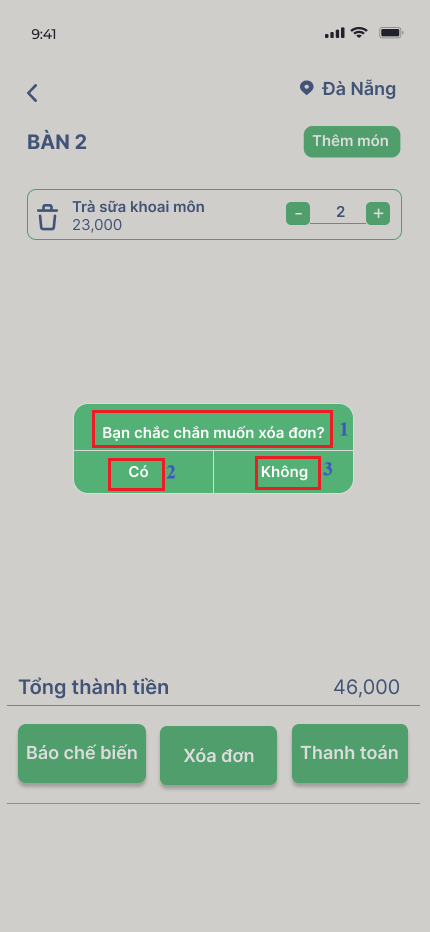 9:41
Đà Nẵng
BÀN 2
Thêm món
Trà sữa khoai môn
23,000
- 2 +
Bạn chắc chắn muốn xóa đơn? 1
Có 2
Không 3
Tổng thành tiền 46,000
Báo chế biến
Xóa đơn
Thanh toán